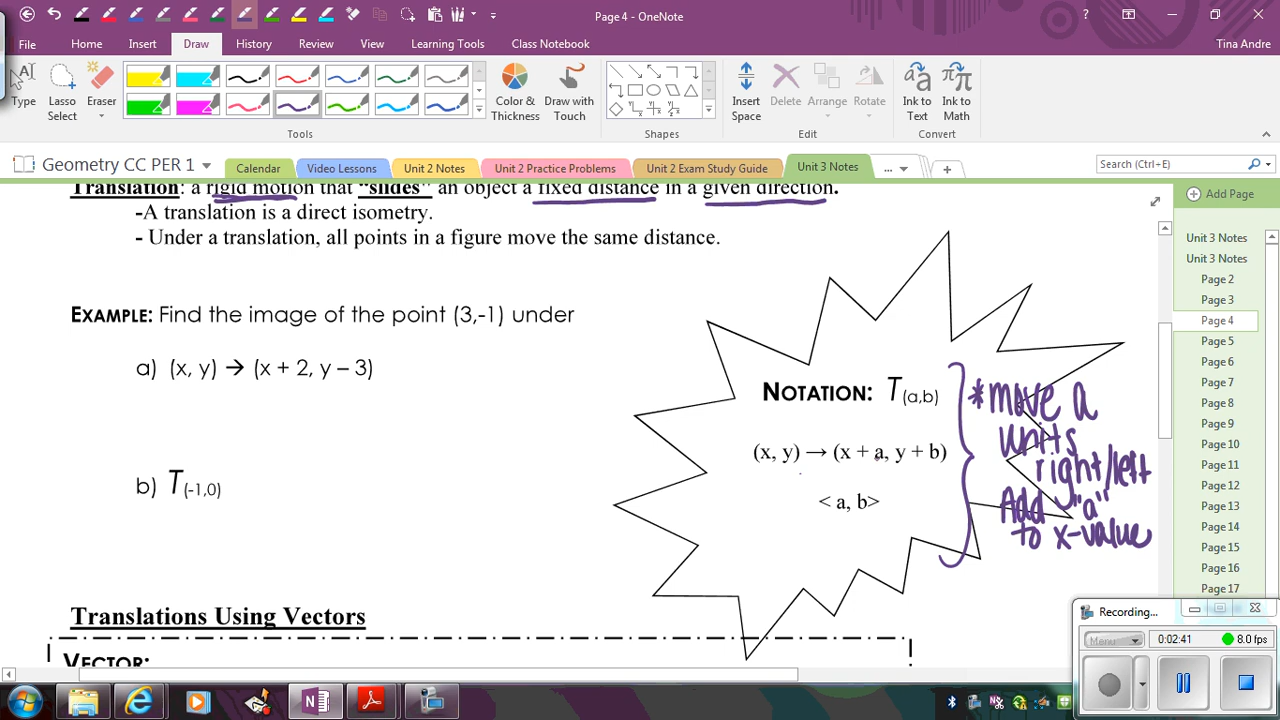 Page 4 - OneNote
?
File
Home
Insert
Draw
History
Review
View
Learning Tools
Class Notebook
Tina Andre
Type
Lasso Select
Eraser
Color & Thickness
Draw with Touch
Insert Space
Delete
Arrange
Rotate
Ink to Text
Ink to Math
Tools
Shapes
Edit
Convert
Geometry CC PER 1
Calendar
Video Lessons
Unit 2 Notes
Unit 2 Practice Problems
Unit 2 Exam Study Guide
Unit 3 Notes
...
Search (Ctrl+E)
Add Page
Unit 3 Notes
Unit 3 Notes
Page 2
Page 3
Page 4
Page 5
Page 6
Page 7
Page 8
Page 9
Page 10
Page 11
Page 12
Page 13
Page 14
Page 15
Page 16
Page 17
Translation: a rigid motion that "slides" an object a fixed distance in a given direction.
-A translation is a direct isometry.
- Under a translation, all points in a figure move the same distance.
EXAMPLE: Find the image of the point (3,-1) under
a) (x, y) → (x + 2, y – 3)
b) T(-1,0)
NOTATION: T(a,b)
(x, y) → (x + a, y + b)
< a, b>
*move a
units
right/left
Add "a"
to x-value
Translations Using Vectors
VECTOR:
Recording...
Menu
0:02:41
8.0 fps